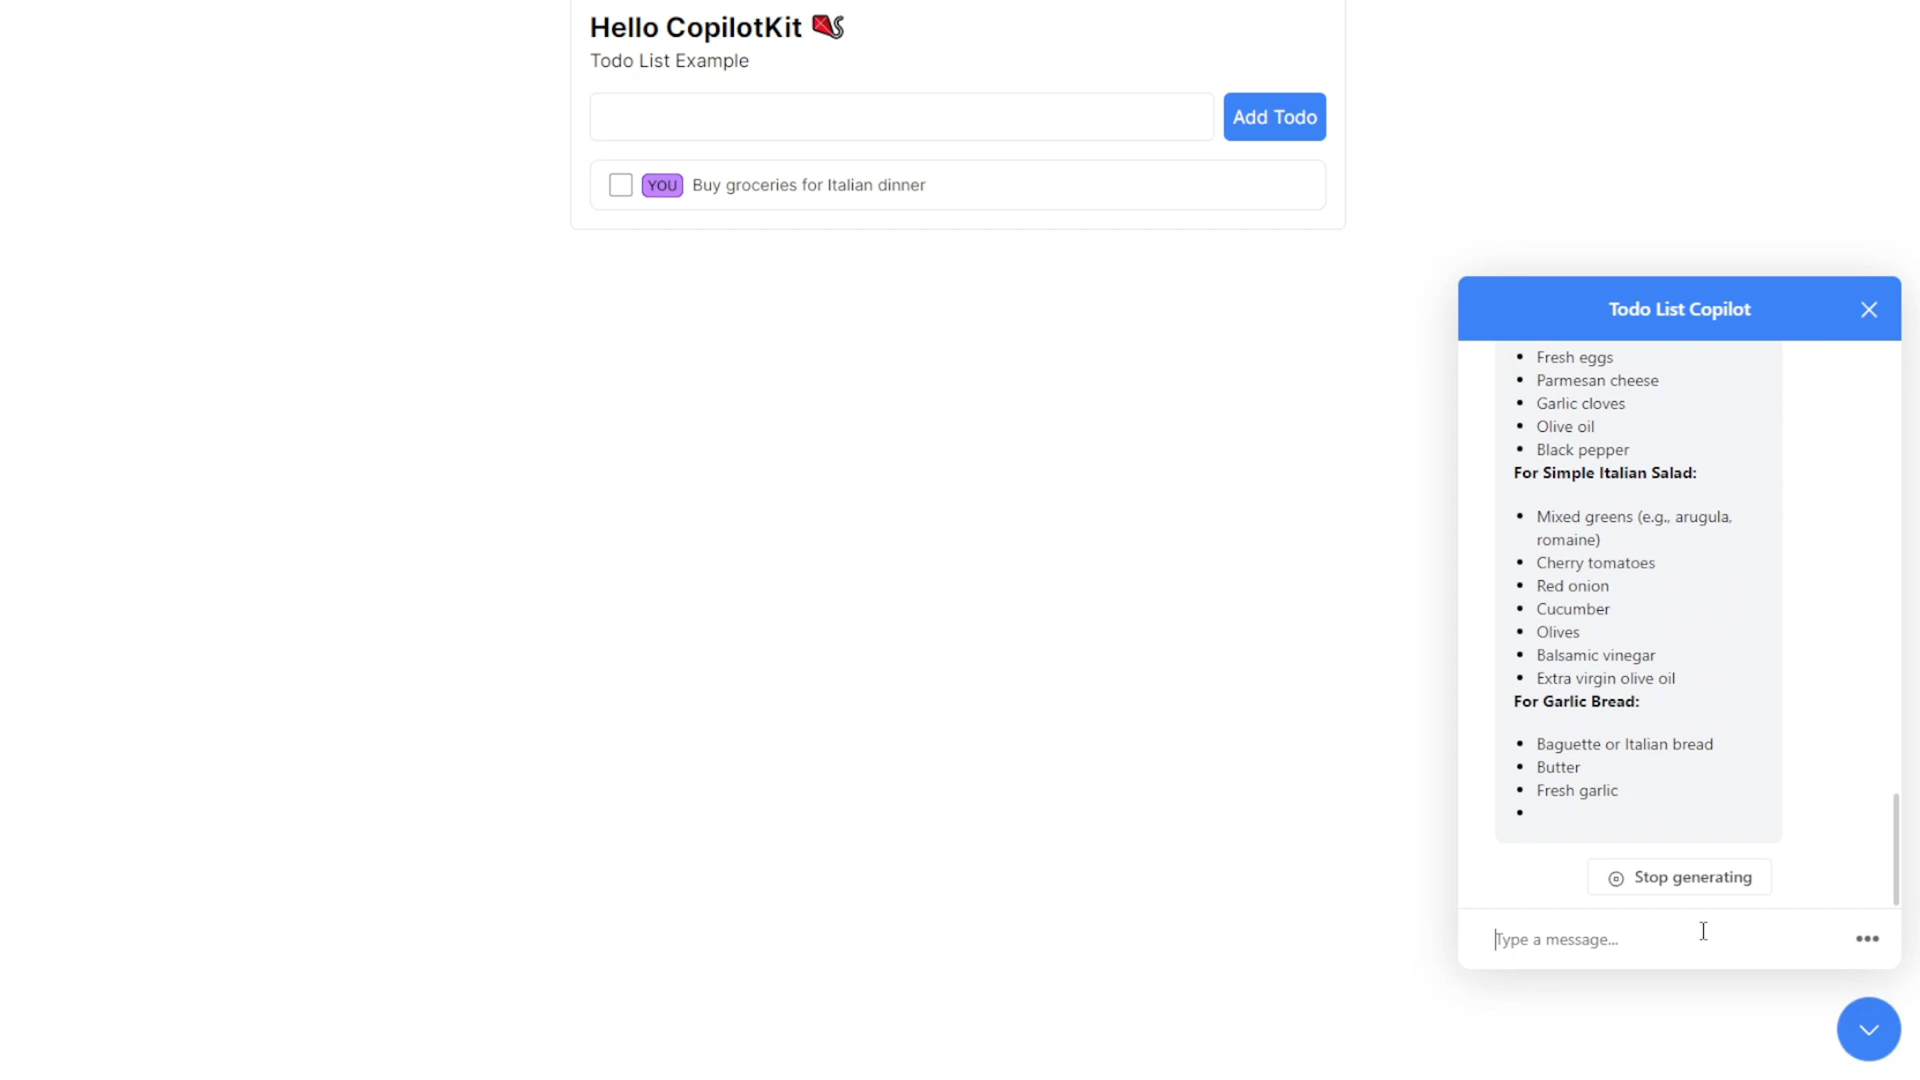 Hello CopilotKit
Todo List Example
Add Todo
YOU Buy groceries for Italian dinner
Todo List Copilot
• Fresh eggs
• Parmesan cheese
• Garlic cloves
• Olive oil
• Black pepper
For Simple Italian Salad:
• Mixed greens (e.g., arugula,
romaine)
• Cherry tomatoes
• Red onion
• Cucumber
• Olives
• Balsamic vinegar
• Extra virgin olive oil
For Garlic Bread:
• Baguette or Italian bread
• Butter
• Fresh garlic
•
Stop generating
Type a message...